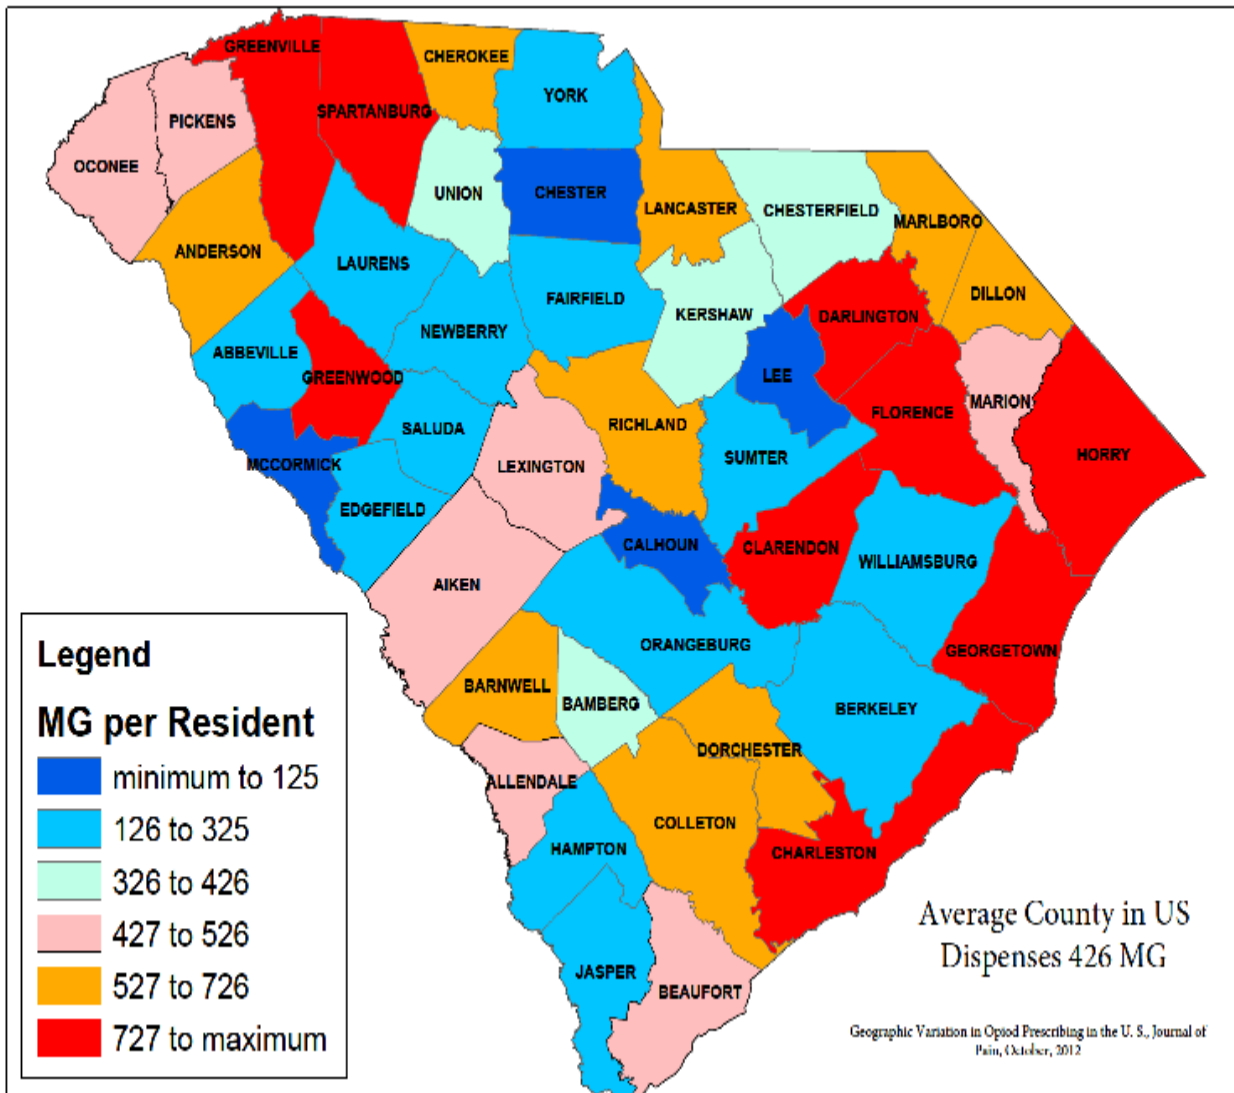 GREENVILLE
CHEROKEE
YORK
SPARTANBURG
PICKENS
OCONEE
UNION
CHESTER
LANCASTER
CHESTERFIELD
MARLBORO
ANDERSON
LAURENS
FAIRFIELD
DILLON
KERSHAW
DARLINGTON
NEWBERRY
ABBEVILLE
GREENWOOD
LEE
MARION
FLORENCE
RICHLAND
SALUDA
HORRY
SUMTER
MCCORMICK
LEXINGTON
EDGEFIELD
CALHOUN
CLARENDON
WILLIAMSBURG
AIKEN
ORANGEBURG
GEORGETOWN
BARNWELL
BAMBERG
BERKELEY
DORCHESTER
ALLENDALE
COLLETON
HAMPTON
CHARLESTON
JASPER
BEAUFORT
Legend
MG per Resident
minimum to 125
126 to 325
326 to 426
427 to 526
527 to 726
727 to maximum
Average County in US
Dispenses 426 MG
Geographic Variation in Opiod Prescribing in the U. S., Journal of
Pain, October, 2012